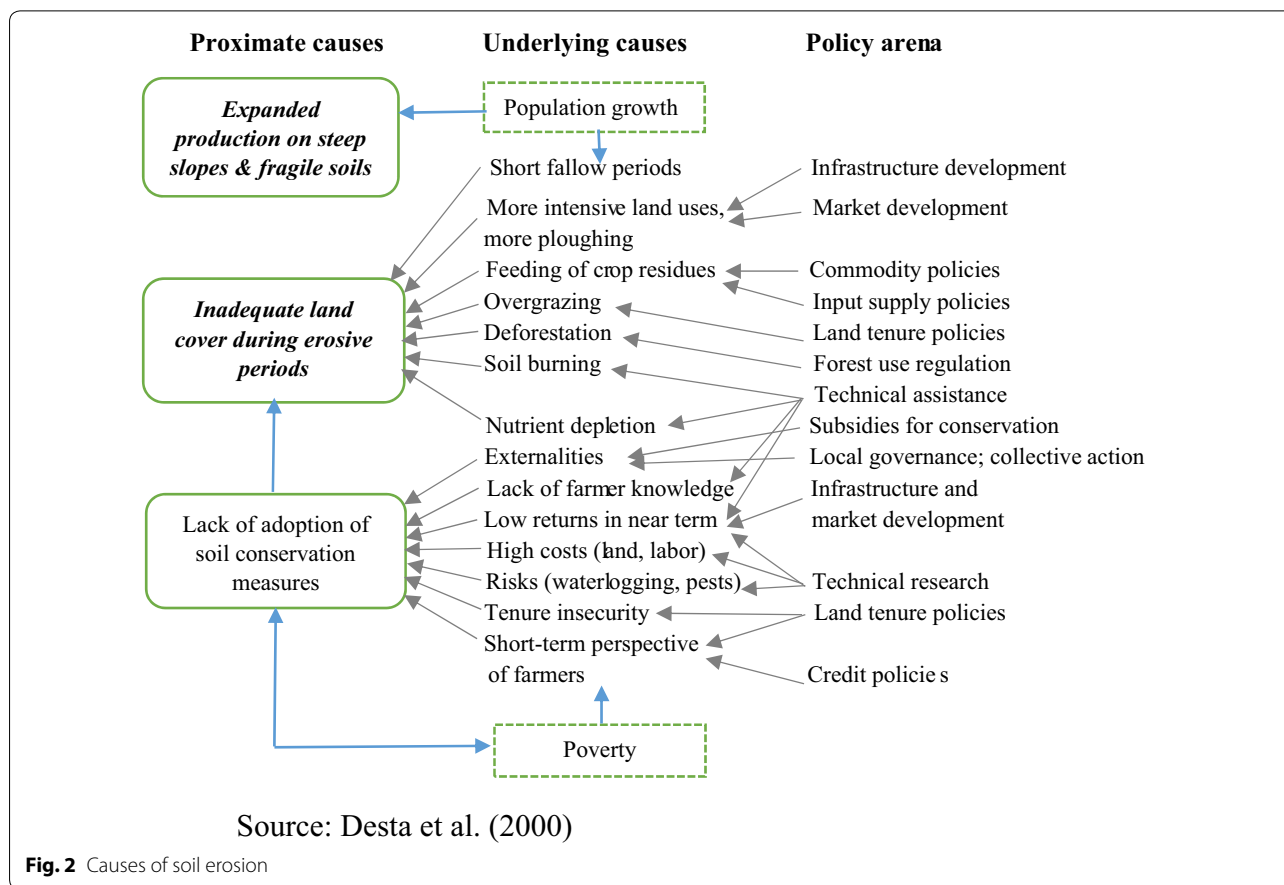 Proximate causes Underlying causes Policy arena
Expanded
production on steep
slopes & fragile soils
Population growth
Short fallow periods
Infrastructure development
More intensive land uses,
more ploughing
Market development
Feeding of crop residues
Commodity policies
Overgrazing
Input supply policies
Inadequate land
cover during erosive
periods
Deforestation
Land tenure policies
Soil burning
Forest use regulation
Technical assistance
Nutrient depletion
Subsidies for conservation
Externalities
Local governance; collective action
Lack of farmer knowledge
Infrastructure and
market development
Lack of adoption of
soil conservation
measures
Low returns in near term
High costs (land, labor)
Risks (waterlogging, pests)
Technical research
Tenure insecurity
Land tenure policies
Short-term perspective
of farmers
Credit policies
Poverty
Source: Desta et al. (2000)
Fig. 2 Causes of soil erosion